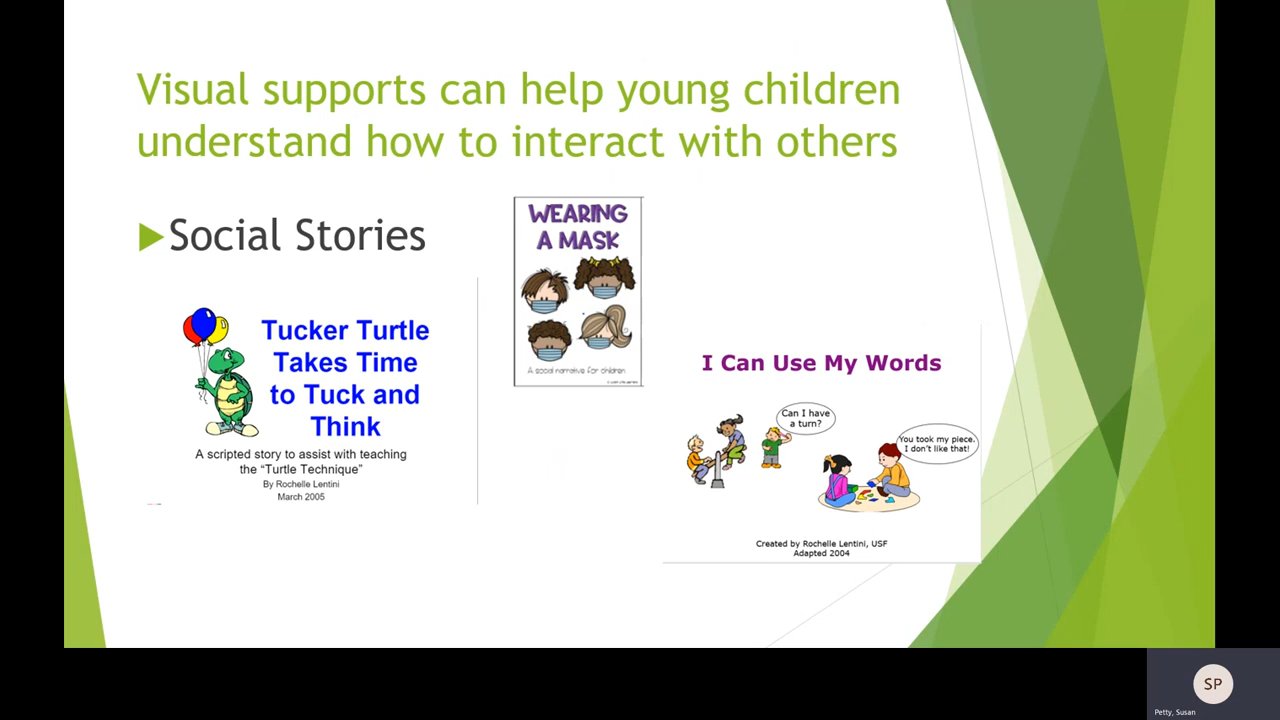 Visual supports can help young children
understand how to interact with others
Social Stories
WEARING
A MASK
A social narrative for children
Tucker Turtle
Takes Time
to Tuck and
Think
A scripted story to assist with teaching
the “Turtle Technique”
By Rochelle Lentini
March 2005
I Can Use My Words
Can I have
a turn?
You took my piece.
I don't like that!
Created by Rochelle Lentini, USF
Adapted 2004
SP
Petty, Susan